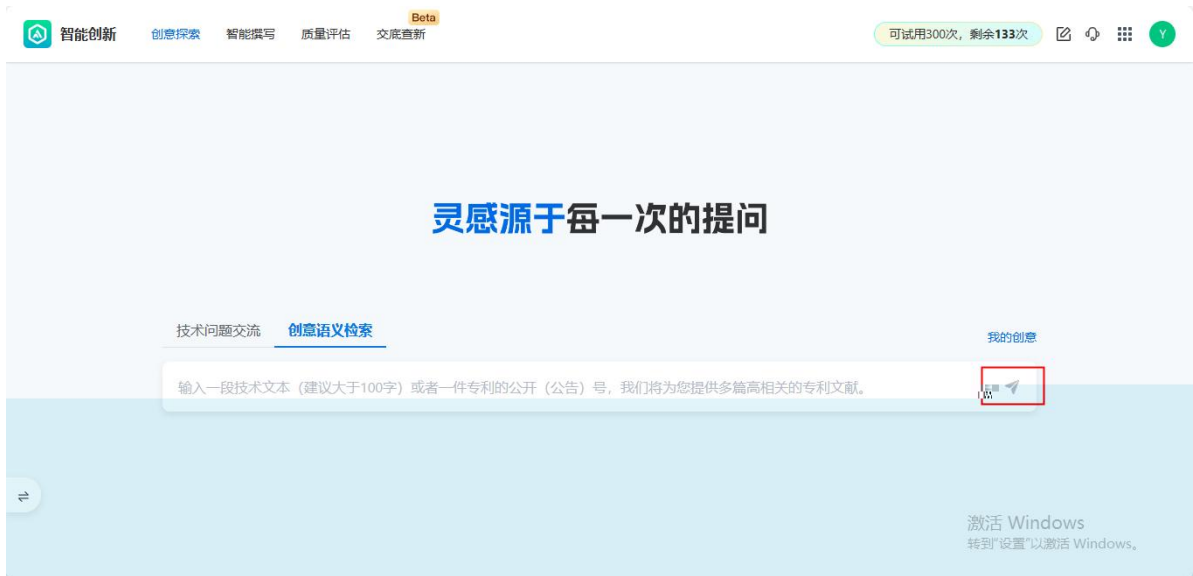 Beta
智能创新 创意探索 智能撰写 质量评估 交底查新 可试用300次，剩余133次 Y
灵感源于每一次的提问
技术问题交流 创意语义检索 我的创意
输入一段技术文本（建议大于100字）或者一件专利的公开（公告）号，我们将为您提供多篇高相关的专利文献。
激活 Windows
转到“设置”以激活 Windows。